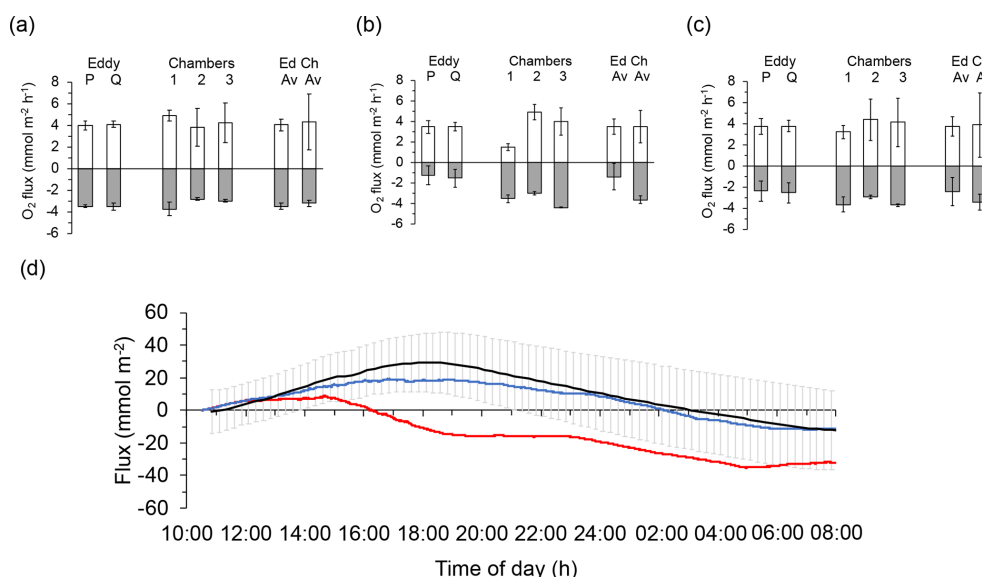 (a)
(b)
(c)
Eddy Chambers Ed Ch
P Q 1 2 3 Av Av
Eddy Chambers Ed Ch
P Q 1 2 3 Av Av
Eddy Chambers Ed C
P Q 1 2 3 Av
O₂ flux (mmol m⁻² h⁻¹)
8
6
4
2
0
-2
-4
-6
O₂ flux (mmol m⁻² h⁻¹)
8
6
4
2
0
-2
-4
-6
O₂ flux (mmol m⁻² h⁻¹)
8
6
4
2
0
-2
-4
-6
(d)
Flux (mmol m⁻²)
60
40
20
0
-20
-40
-60
10:00 12:00 14:00 16:00 18:00 20:00 22:00 24:00 02:00 04:00 06:00 08:00
Time of day (h)